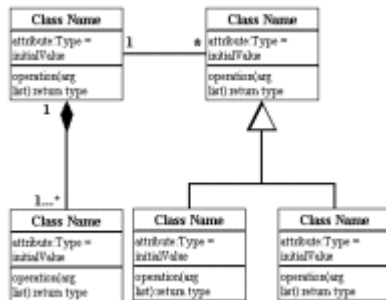 Class Name
attribute:Type =
initialValue
operation(arg
list):return type
1
*
Class Name
attribute:Type =
initialValue
operation(arg
list):return type
1
1...*
Class Name
attribute:Type =
initialValue
operation(arg
list):return type
Class Name
attribute:Type =
initialValue
operation(arg
list):return type
Class Name
attribute:Type =
initialValue
operation(arg
list):return type